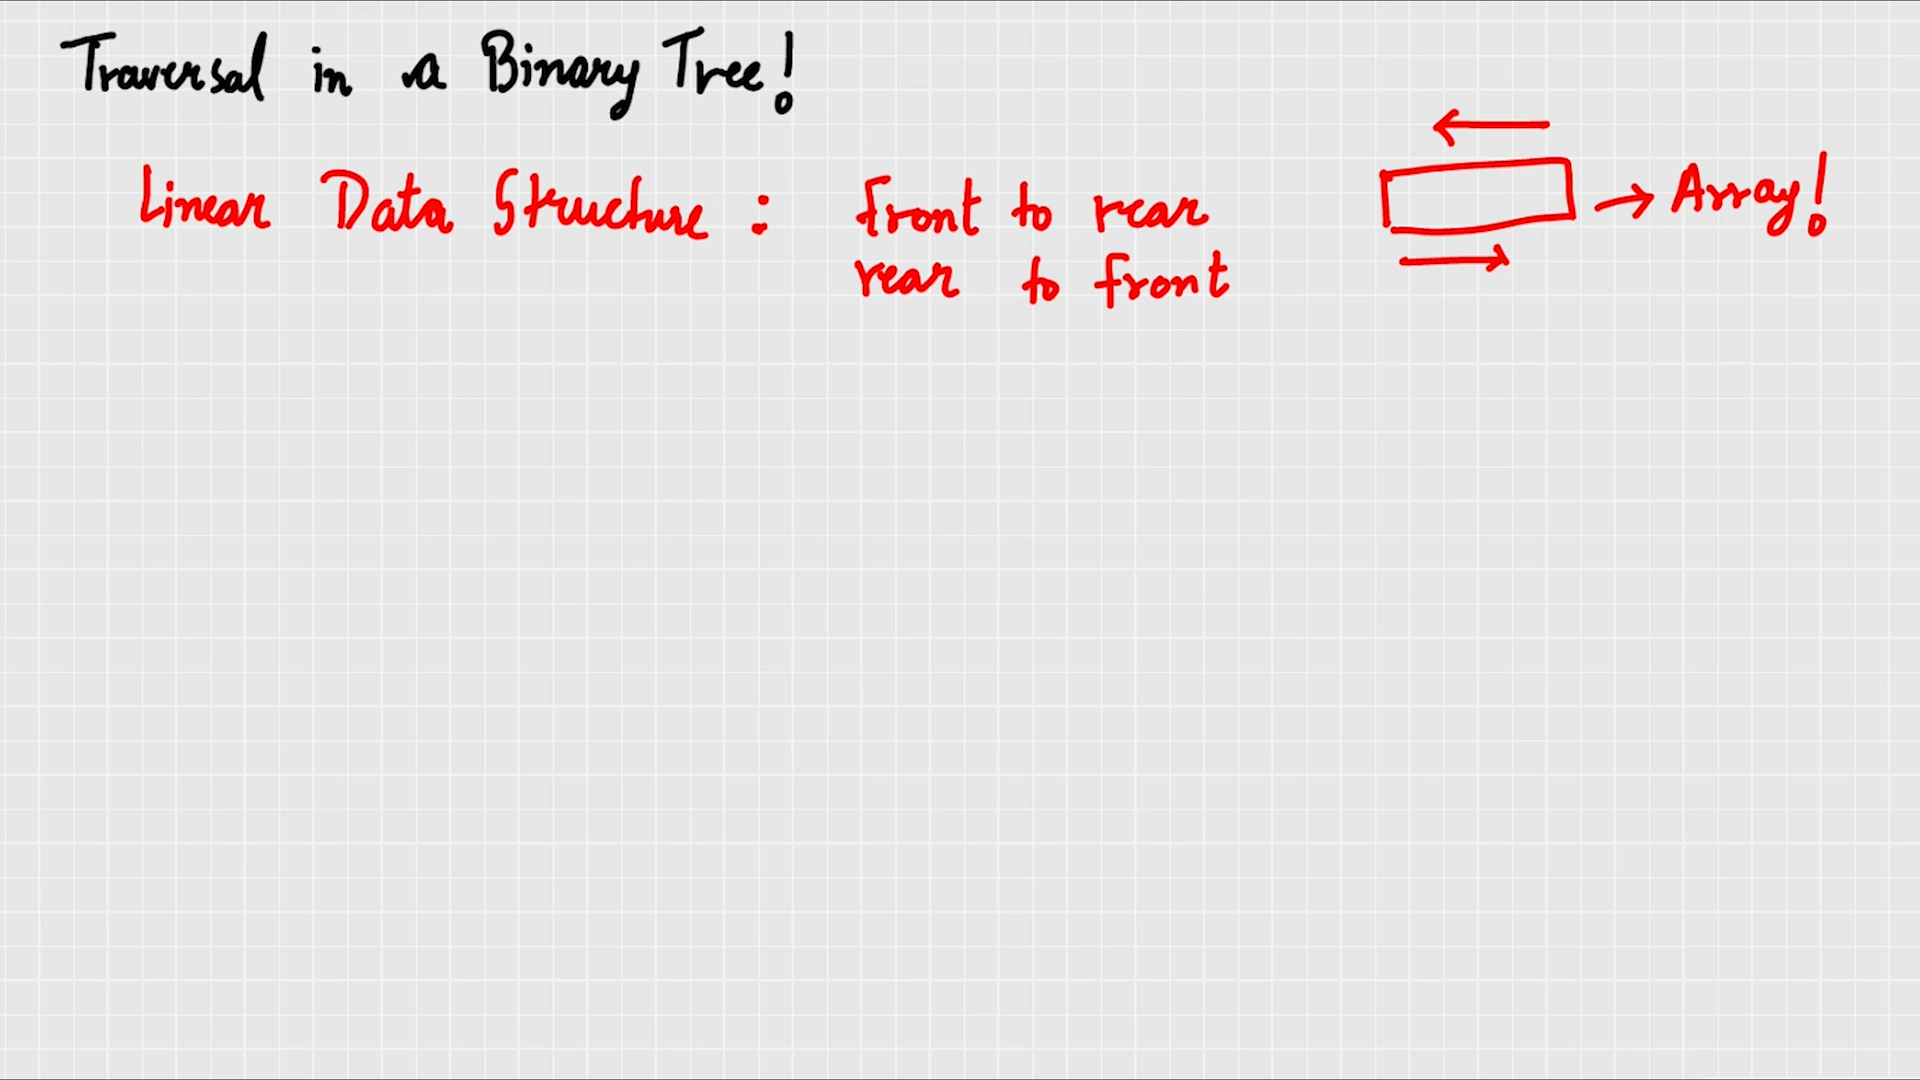 Traversal in a Binary Tree!
Linear Data Structure : front to rear
rear to front
→ Array!